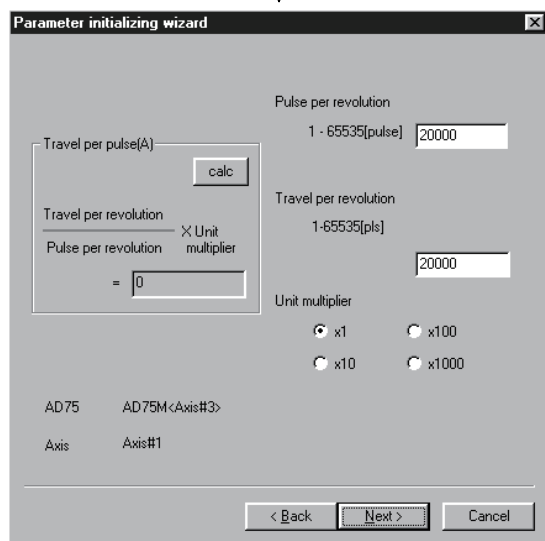 Parameter initializing wizard
Travel per pulse(A)
calc
Travel per revolution
Pulse per revolution
X Unit
multiplier
= 0
Pulse per revolution
1 - 65535[pulse] 20000
Travel per revolution
1-65535[pls]
20000
Unit multiplier
x1 x100
x10 x1000
AD75 AD75M<Axis#3>
Axis Axis#1
< Back Next > Cancel